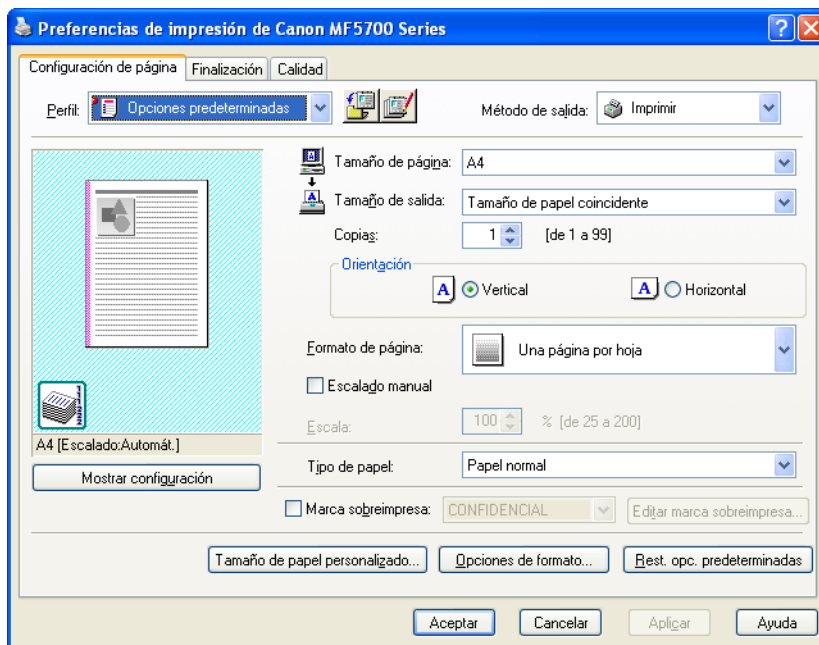 Preferencias de impresión de Canon MF5700 Series
Configuración de página Finalización Calidad
Perfil: Opciones predeterminadas Método de salida: Imprimir
Tamaño de página: A4
Tamaño de salida: Tamaño de papel coincidente
Copias: 1 [de 1 a 99]
Orientación
A Vertical A Horizontal
Formato de página: Una página por hoja
Escalado manual
Escala: 100 % [de 25 a 200]
A4 [Escalado:Automát.]
Mostrar configuración
Tipo de papel: Papel normal
Marca sobreimpresa: CONFIDENCIAL Editar marca sobreimpresa...
Tamaño de papel personalizado... Opciones de formato... Rest. opc. predeterminadas
Aceptar Cancelar Aplicar Ayuda